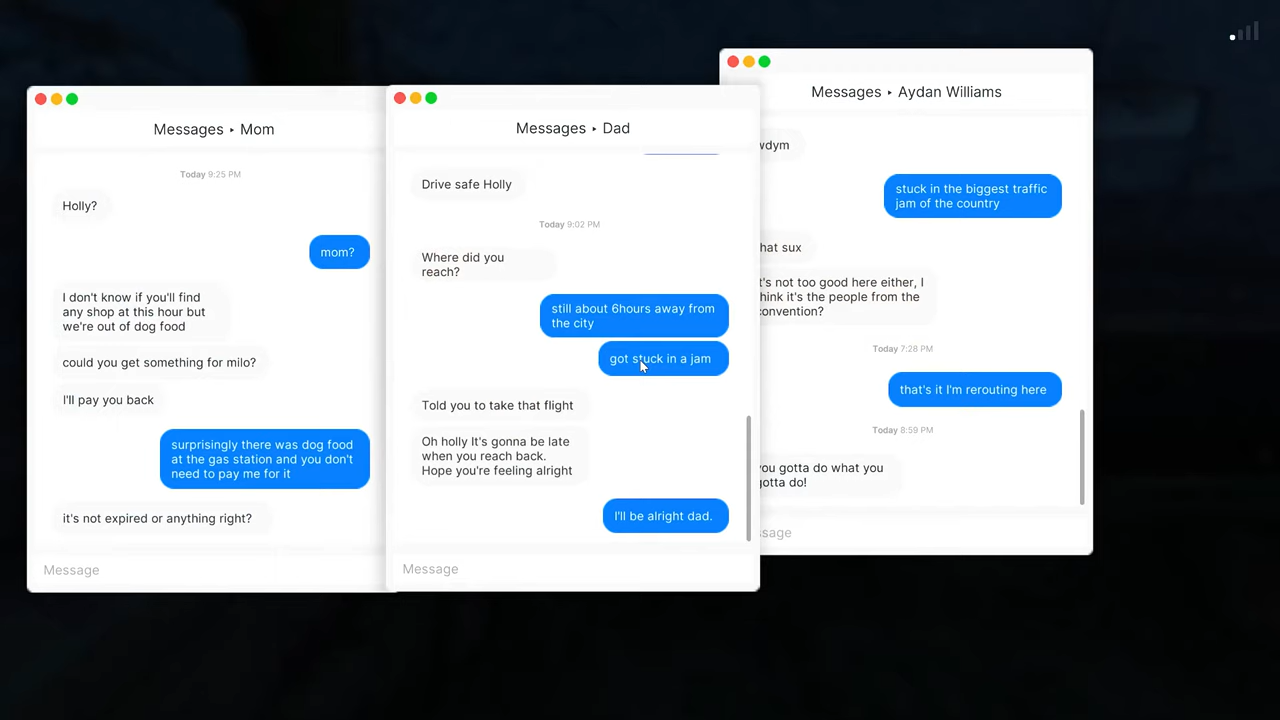 Messages ▸ Mom
Today 9:25 PM
Holly?
mom?
I don't know if you'll find
any shop at this hour but
we're out of dog food
could you get something for milo?
I'll pay you back
surprisingly there was dog food
at the gas station and you don't
need to pay me for it
it's not expired or anything right?
Message
Messages ▸ Dad
Drive safe Holly
Today 9:02 PM
Where did you
reach?
still about 6hours away from
the city
got stuck in a jam
Told you to take that flight
Oh holly It's gonna be late
when you reach back.
Hope you're feeling alright
I'll be alright dad.
Message
Messages ▸ Aydan Williams
wdym
stuck in the biggest traffic
jam of the country
hat sux
t's not too good here either, I
hink it's the people from the
convention?
Today 7:28 PM
that's it I'm rerouting here
Today 8:59 PM
you gotta do what you
gotta do!
ssage